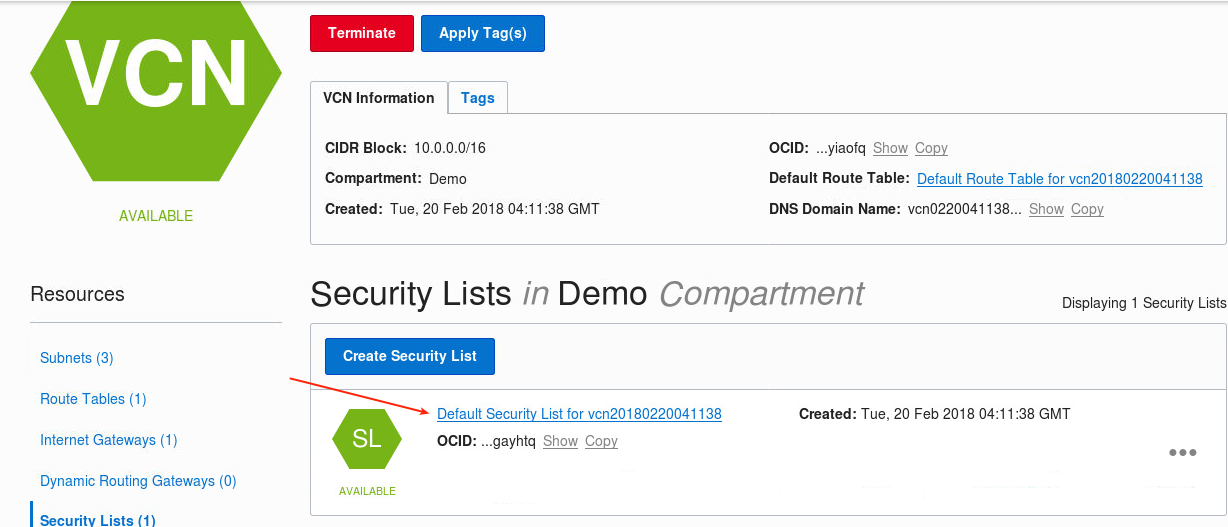 VCN
AVAILABLE
Terminate
Apply Tag(s)
VCN Information
Tags
CIDR Block: 10.0.0.0/16
Compartment: Demo
Created: Tue, 20 Feb 2018 04:11:38 GMT
OCID: ...yiaofq Show Copy
Default Route Table: Default Route Table for vcn20180220041138
DNS Domain Name: vcn0220041138... Show Copy
Resources
Subnets (3)
Route Tables (1)
Internet Gateways (1)
Dynamic Routing Gateways (0)
Security Lists (1)
Security Lists in Demo Compartment
Displaying 1 Security Lists
Create Security List
SL
AVAILABLE
Default Security List for vcn20180220041138
OCID: ...gayhtq Show Copy
Created: Tue, 20 Feb 2018 04:11:38 GMT